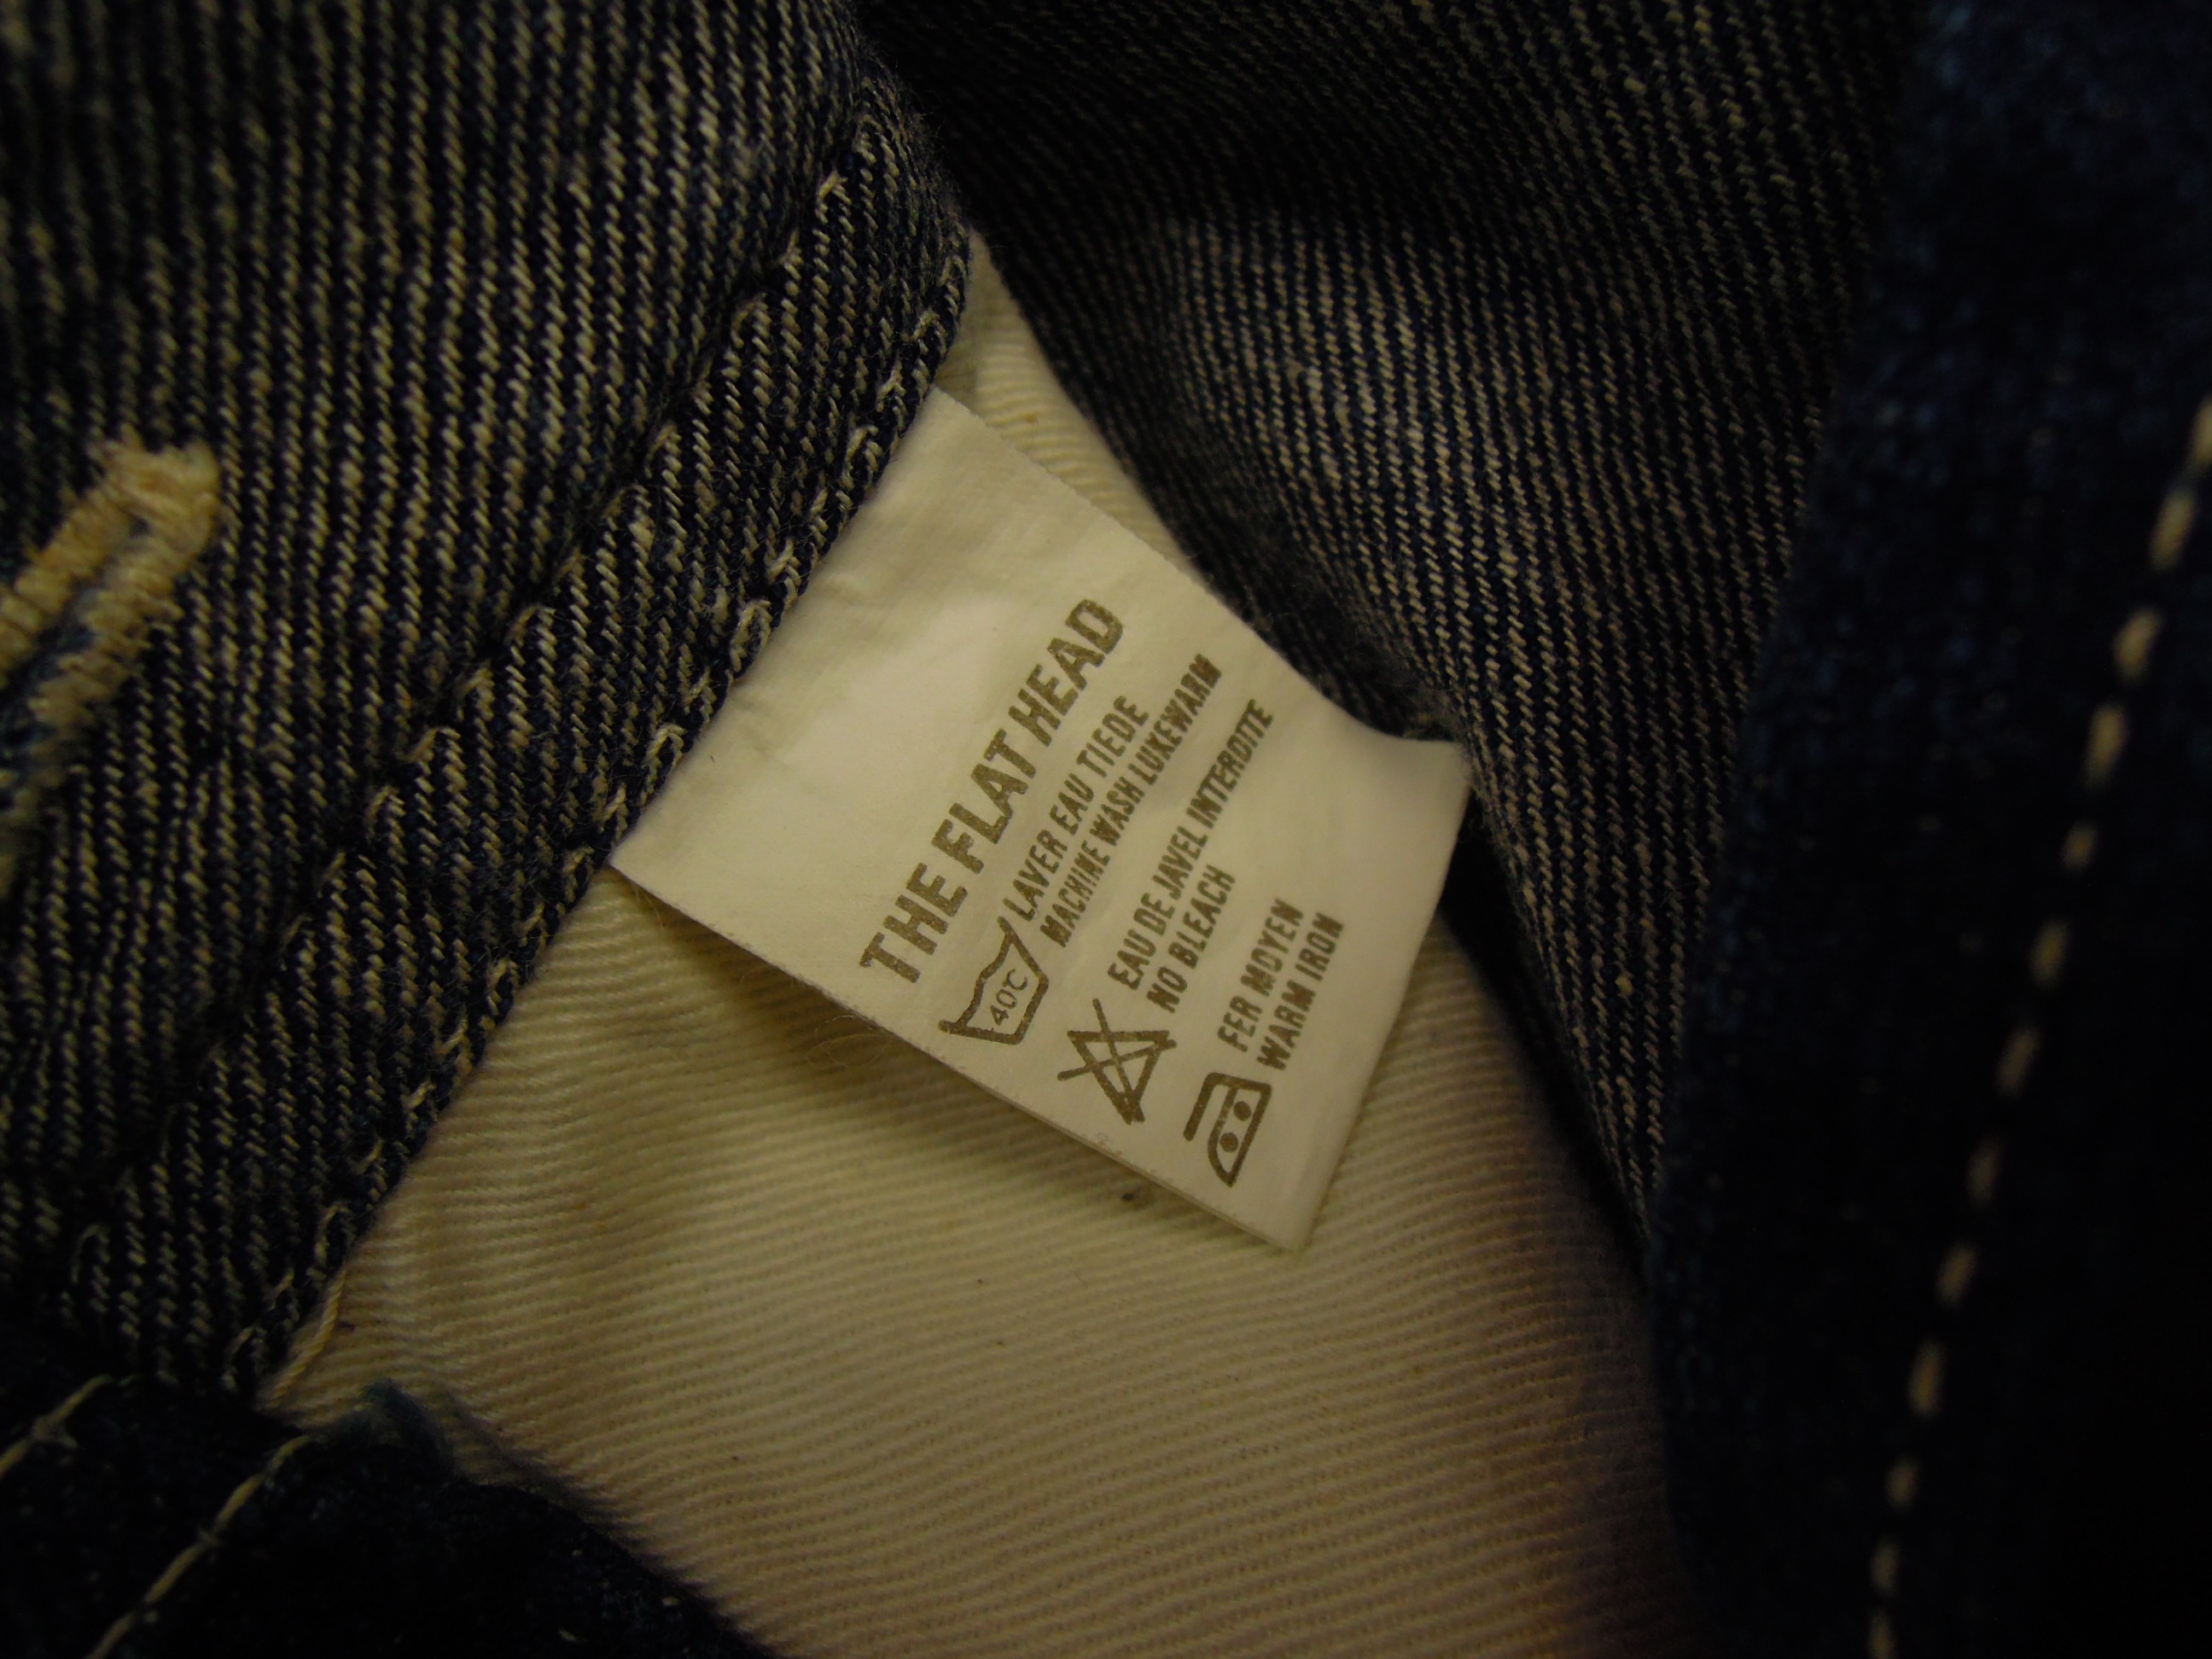 THE FLAT HEAD
40℃
LAVER EAU TIEDE
MACHINE WASH LUKEWARM
EAU DE JAVEL INTERDITE
NO BLEACH
FER MOYEN
WARM IRON